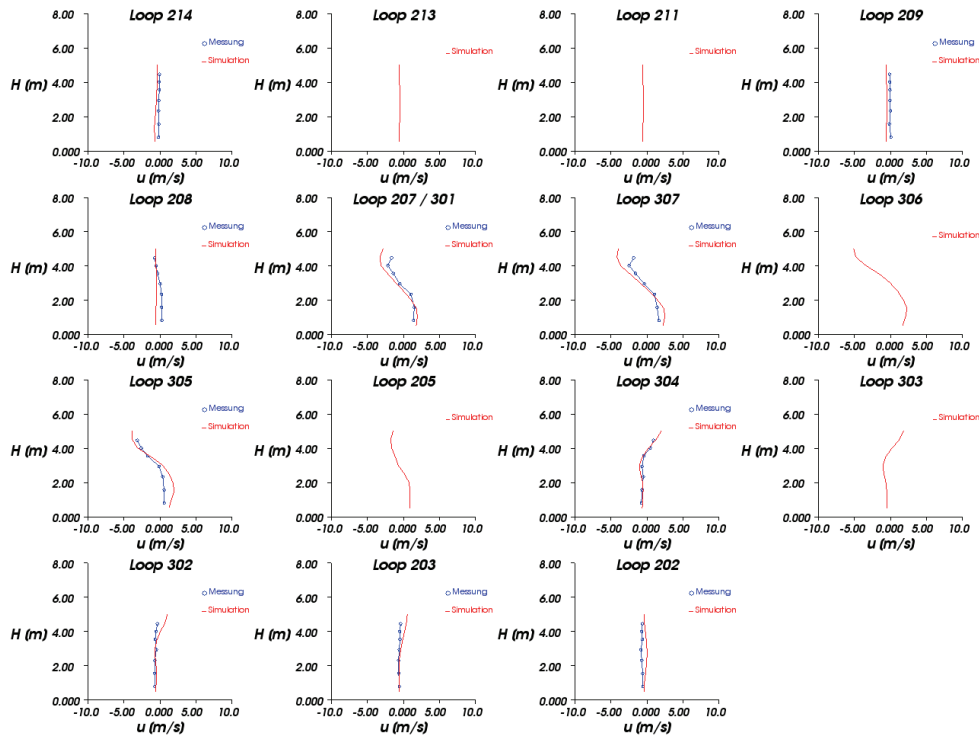 Loop 214
8.00
6.00
4.00
2.00
0.000
H (m)
Messung
Simulation
-10.0 -5.00 0.000 5.00 10.0
u (m/s)
Loop 213
8.00
6.00
4.00
2.00
0.000
H (m)
Simulation
-10.0 -5.00 0.000 5.00 10.0
u (m/s)
Loop 211
8.00
6.00
4.00
2.00
0.000
H (m)
Simulation
-10.0 -5.00 0.000 5.00 10.0
u (m/s)
Loop 209
8.00
6.00
4.00
2.00
0.000
H (m)
Messung
Simulation
-10.0 -5.00 0.000 5.00 10.0
u (m/s)
Loop 208
8.00
6.00
4.00
2.00
0.000
H (m)
Messung
Simulation
-10.0 -5.00 0.000 5.00 10.0
u (m/s)
Loop 207 / 301
8.00
6.00
4.00
2.00
0.000
H (m)
Messung
Simulation
-10.0 -5.00 0.000 5.00 10.0
u (m/s)
Loop 307
8.00
6.00
4.00
2.00
0.000
H (m)
Messung
Simulation
-10.0 -5.00 0.000 5.00 10.0
u (m/s)
Loop 306
8.00
6.00
4.00
2.00
0.000
H (m)
Simulation
-10.0 -5.00 0.000 5.00 10.0
u (m/s)
Loop 305
8.00
6.00
4.00
2.00
0.000
H (m)
Messung
Simulation
-10.0 -5.00 0.000 5.00 10.0
u (m/s)
Loop 205
8.00
6.00
4.00
2.00
0.000
H (m)
Simulation
-10.0 -5.00 0.000 5.00 10.0
u (m/s)
Loop 304
8.00
6.00
4.00
2.00
0.000
H (m)
Messung
Simulation
-10.0 -5.00 0.000 5.00 10.0
u (m/s)
Loop 303
8.00
6.00
4.00
2.00
0.000
H (m)
Simulation
-10.0 -5.00 0.000 5.00 10.0
u (m/s)
Loop 302
8.00
6.00
4.00
2.00
0.000
H (m)
Messung
Simulation
-10.0 -5.00 0.000 5.00 10.0
u (m/s)
Loop 203
8.00
6.00
4.00
2.00
0.000
H (m)
Messung
Simulation
-10.0 -5.00 0.000 5.00 10.0
u (m/s)
Loop 202
8.00
6.00
4.00
2.00
0.000
H (m)
Messung
Simulation
-10.0 -5.00 0.000 5.00 10.0
u (m/s)